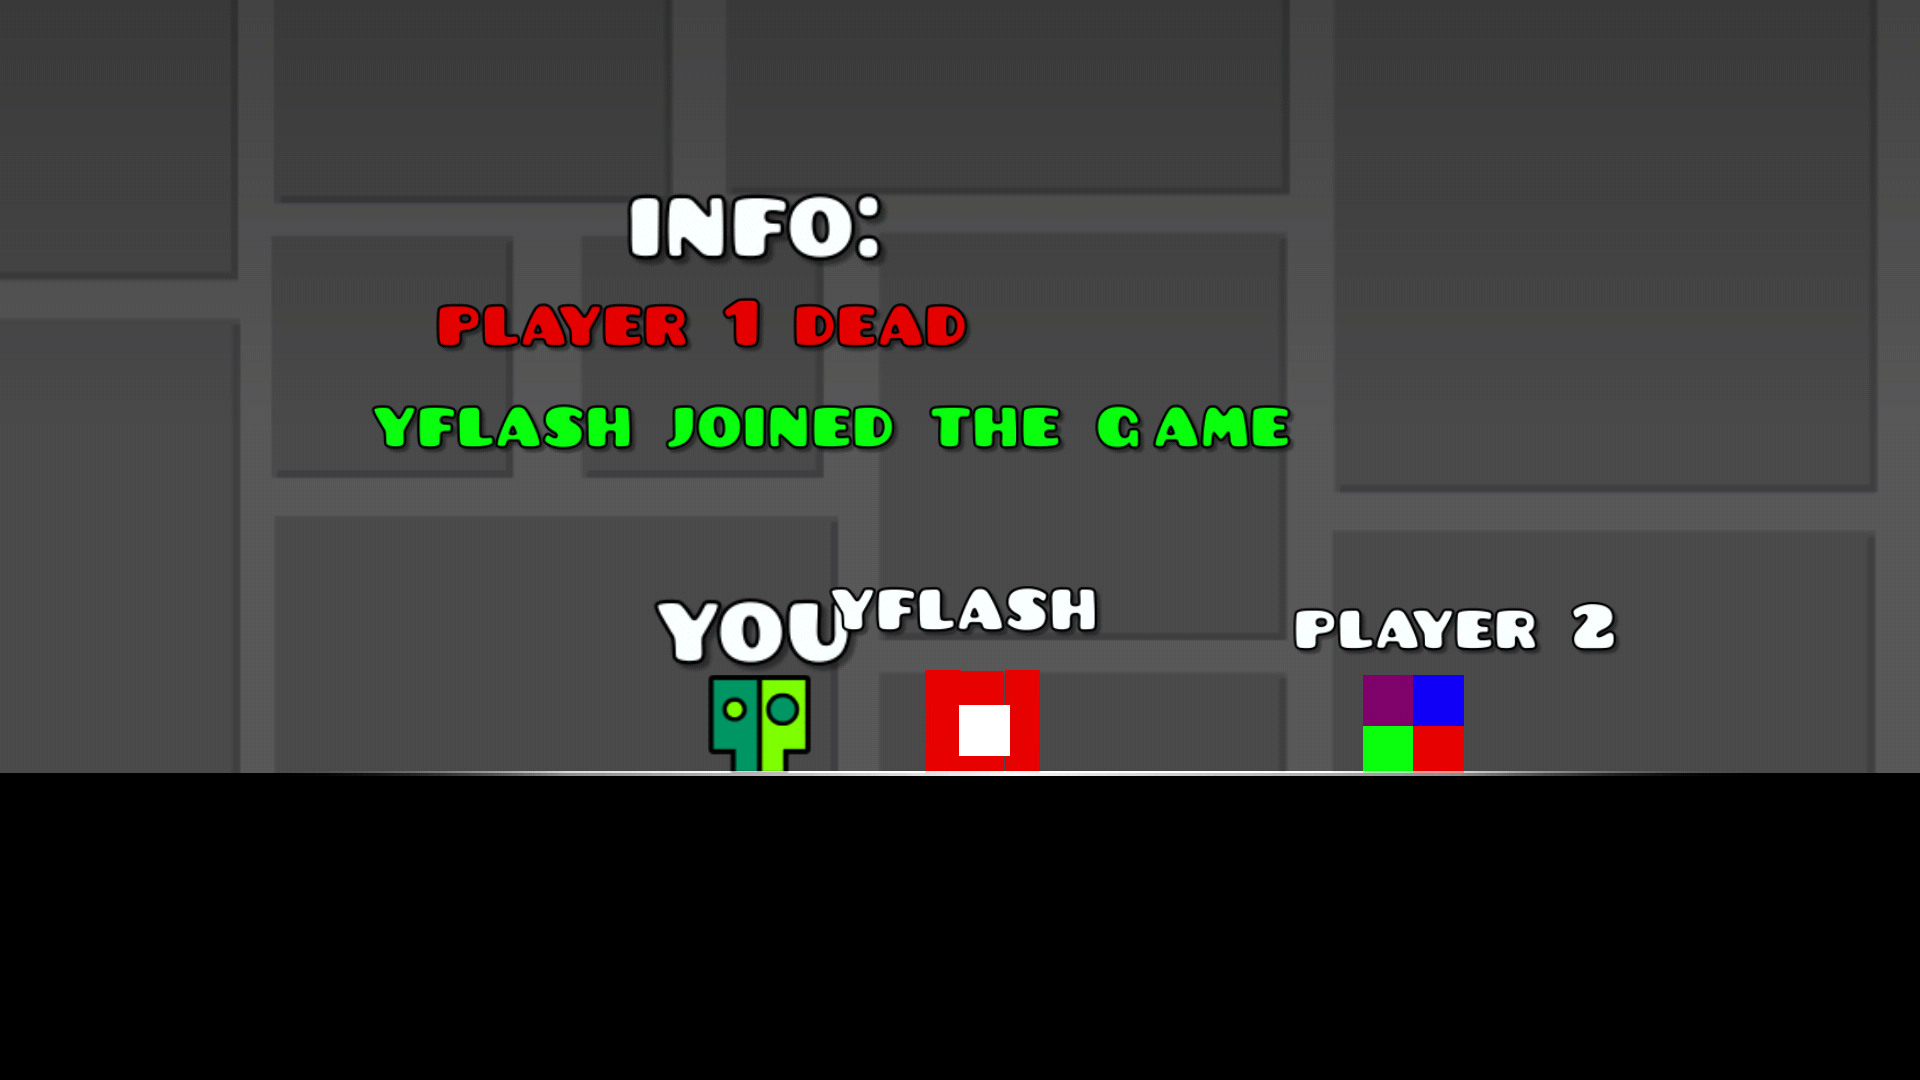 INFO:
PLAYER 1 DEAD
YFLASH JOINED THE GAME
YOU
YFLASH
PLAYER 2